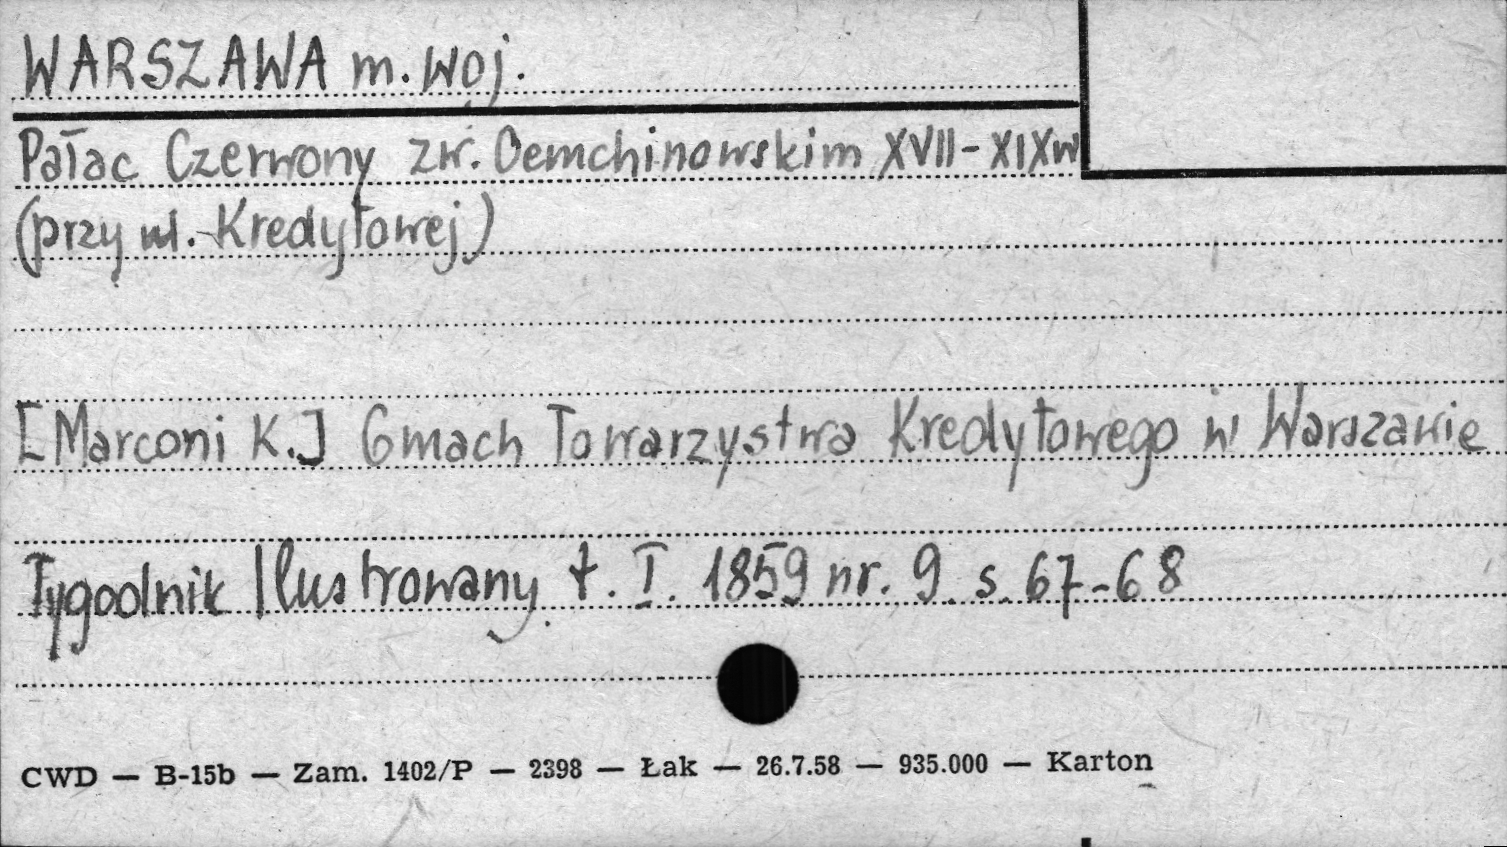 WARSZAWA m. woj.
Pałac Czerwony zw. Demchinowskim XVII-XIXw
(przy ul. Kredytowej)
[Marconi K.] Gmach Towarzystwa Kredytowego w Warszawie
Tygodnik Ilustrowany t. I. 1859 nr. 9. s. 67-68
CWD — B-15b — Zam. 1402/P — 2398 — Łak — 26.7.58 — 935.000 — Karton